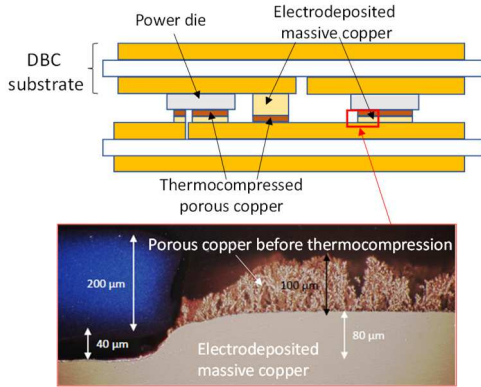 Power die
Electrodeposited
massive copper
DBC
substrate
Thermocompressed
porous copper
Porous copper before thermocompression
200 µm
100 µm
40 µm
80 µm
Electrodeposited
massive copper